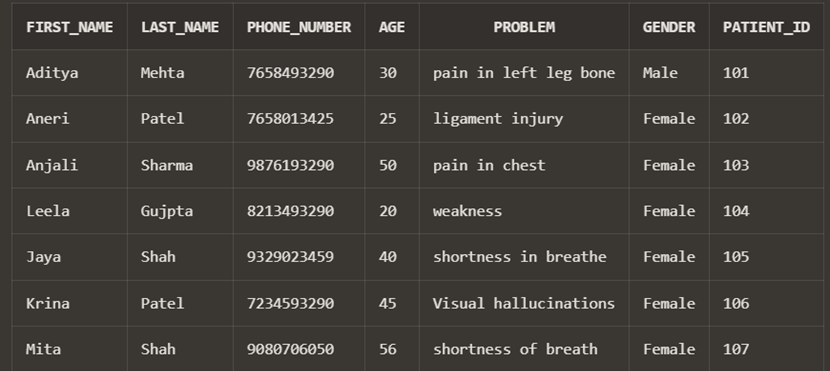 FIRST_NAME LAST_NAME PHONE_NUMBER AGE PROBLEM GENDER PATIENT_ID
Aditya Mehta 7658493290 30 pain in left leg bone Male 101
Aneri Patel 7658013425 25 ligament injury Female 102
Anjali Sharma 9876193290 50 pain in chest Female 103
Leela Gujpta 8213493290 20 weakness Female 104
Jaya Shah 9329023459 40 shortness in breathe Female 105
Krina Patel 7234593290 45 Visual hallucinations Female 106
Mita Shah 9080706050 56 shortness of breath Female 107